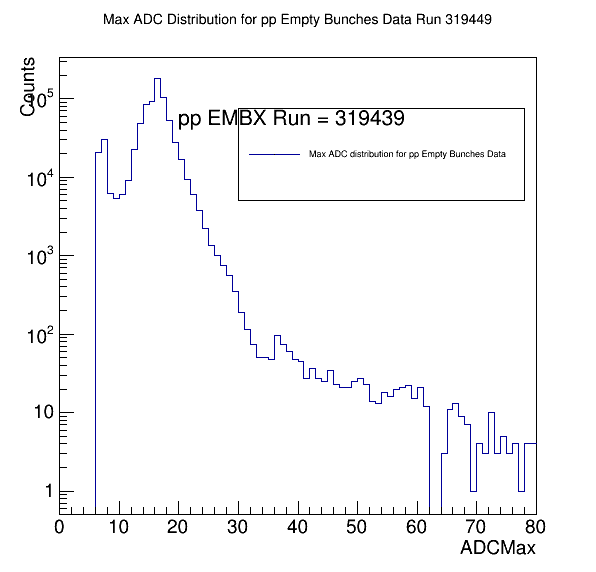 Max ADC Distribution for pp Empty Bunches Data Run 319449
Counts
pp EMBX Run = 319439
Max ADC distribution for pp Empty Bunches Data
10^5
10^4
10^3
10^2
10
1
0 10 20 30 40 50 60 70 80
ADCMax